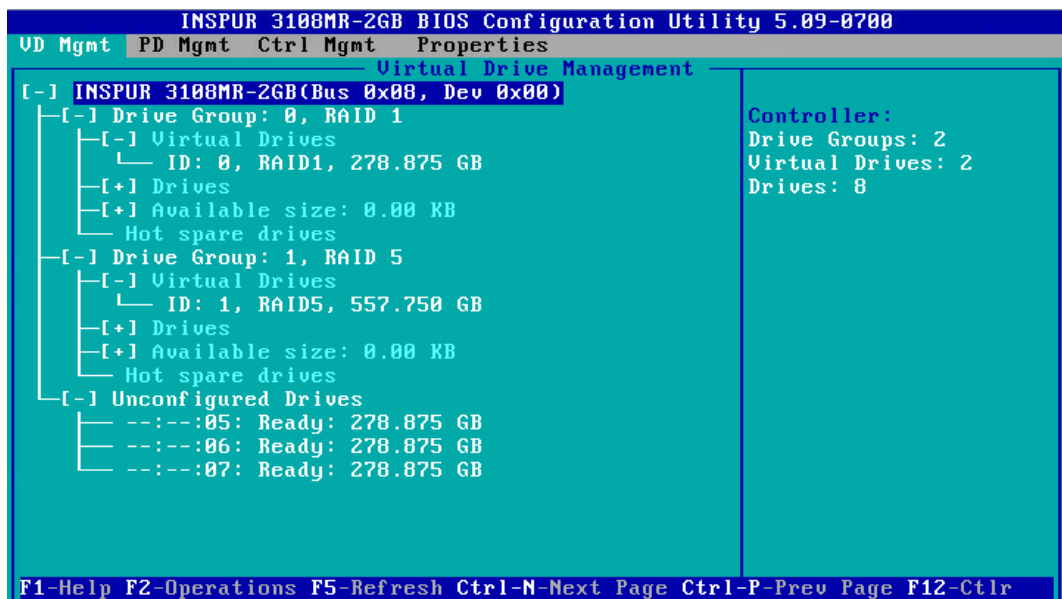 INSPUR 3108MR-2GB BIOS Configuration Utility 5.09-0700
VD Mgmt PD Mgmt Ctrl Mgmt Properties
Virtual Drive Management
[-] INSPUR 3108MR-2GB(Bus 0x08, Dev 0x00)
[-] Drive Group: 0, RAID 1
[-] Virtual Drives
ID: 0, RAID1, 278.875 GB
[+] Drives
[+] Available size: 0.00 KB
Hot spare drives
[-] Drive Group: 1, RAID 5
[-] Virtual Drives
ID: 1, RAID5, 557.750 GB
[+] Drives
[+] Available size: 0.00 KB
Hot spare drives
[-] Unconfigured Drives
--:--:05: Ready: 278.875 GB
--:--:06: Ready: 278.875 GB
--:--:07: Ready: 278.875 GB
Controller:
Drive Groups: 2
Virtual Drives: 2
Drives: 8
F1-Help F2-Operations F5-Refresh Ctrl-N-Next Page Ctrl-P-Prev Page F12-Ctlr